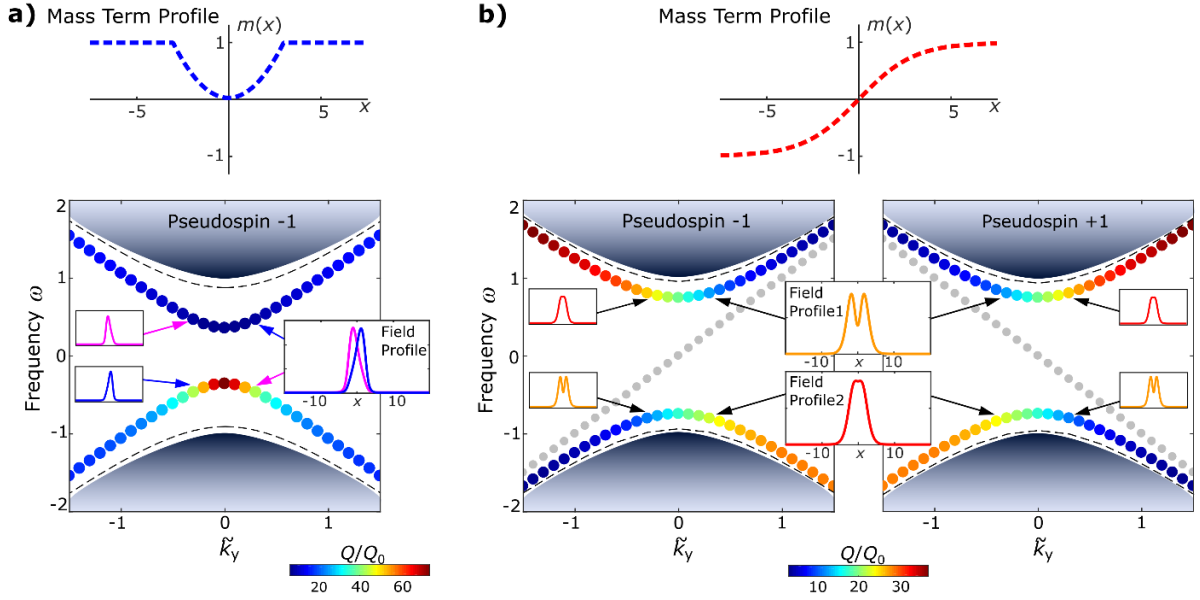 a)
Mass Term Profile
m(x)
1
-5
5
x
-1
b)
Mass Term Profile
m(x)
1
-5
5
x
-1
Frequency ω
2
1
0
-1
-2
Pseudospin -1
Field
Profile
-10
x
10
-1
0
1
k̃y
Q/Q0
20
40
60
Frequency ω
2
1
0
-1
-2
Pseudospin -1
Field
Profile1
-10
x
10
Field
Profile2
-10
x
10
-1
0
1
k̃y
Pseudospin +1
-1
0
1
k̃y
Q/Q0
10
20
30